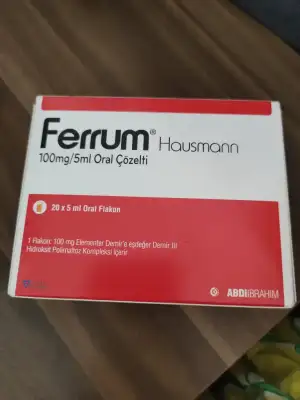 Ferrum® Hausmann
100mg/5ml Oral Çözelti
20 x 5 ml Oral Flakon
1 Flakon: 100 mg Elementer Demir'e eşdeğer Demir III
Hidroksit Polimaltoz Kompleksi İçerir
ABDİ İBRAHİM